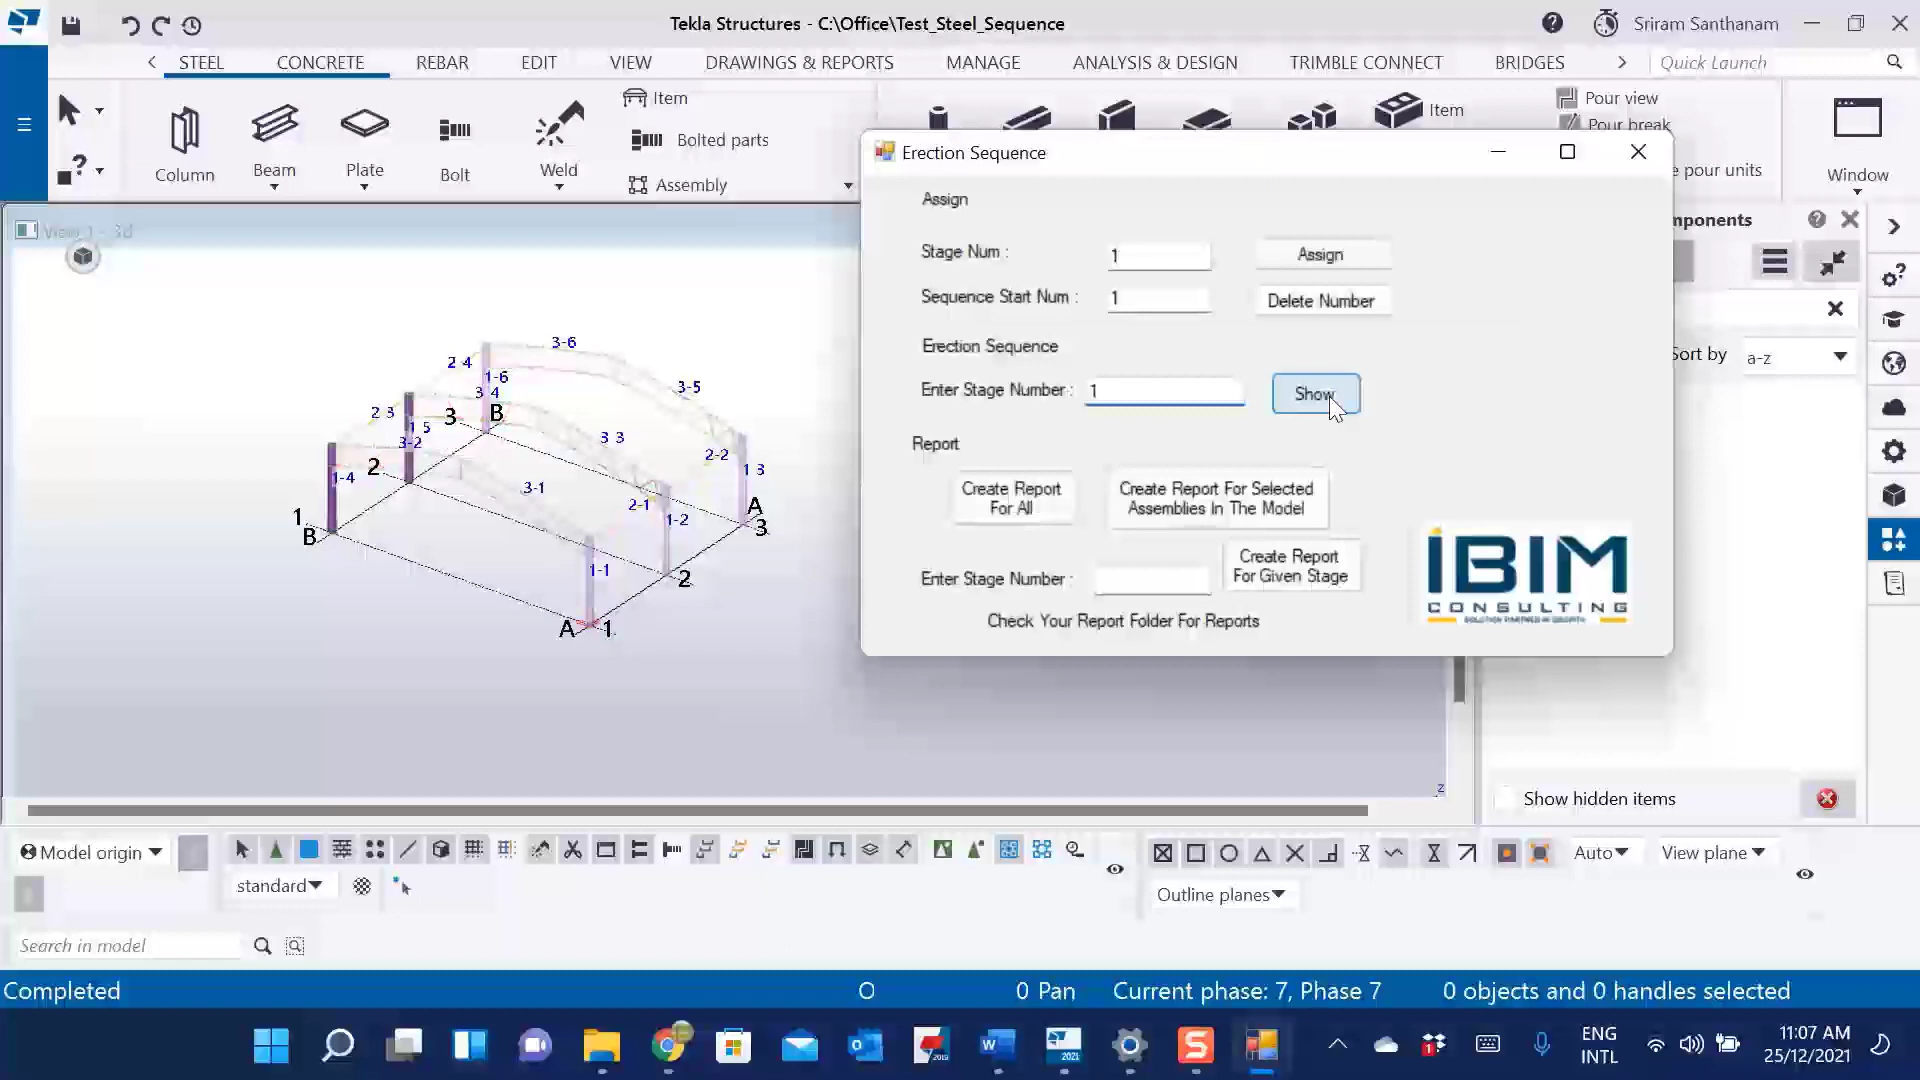 Tekla Structures - C:\Office\Test_Steel_Sequence
Sriram Santhanam
STEEL
CONCRETE
REBAR
EDIT
VIEW
DRAWINGS & REPORTS
MANAGE
ANALYSIS & DESIGN
TRIMBLE CONNECT
BRIDGES
Quick Launch
Column
Beam
Plate
Bolt
Weld
Item
Bolted parts
Assembly
Item
Pour view
Pour break
e pour units
Window
View 1 - 3d
Erection Sequence
Assign
Stage Num :
1
Assign
Sequence Start Num :
1
Delete Number
Erection Sequence
Enter Stage Number :
1
Show
Report
Create Report
For All
Create Report For Selected
Assemblies In The Model
Enter Stage Number :
Create Report
For Given Stage
Check Your Report Folder For Reports
iBIM
CONSULTING
mponents
Sort by
a-z
Show hidden items
3-6
2 4
1-6
3 4
3-5
2 3
3
B
1 5
3-2
3 3
2-2
1 3
2
1-4
3-1
2-1
1-2
A
3
1
B
1-1
2
A
1
z
Model origin
standard
Auto
View plane
Outline planes
Search in model
Completed
O
0 Pan
Current phase: 7, Phase 7
0 objects and 0 handles selected
2019
2021
1
ENG
INTL
11:07 AM
25/12/2021